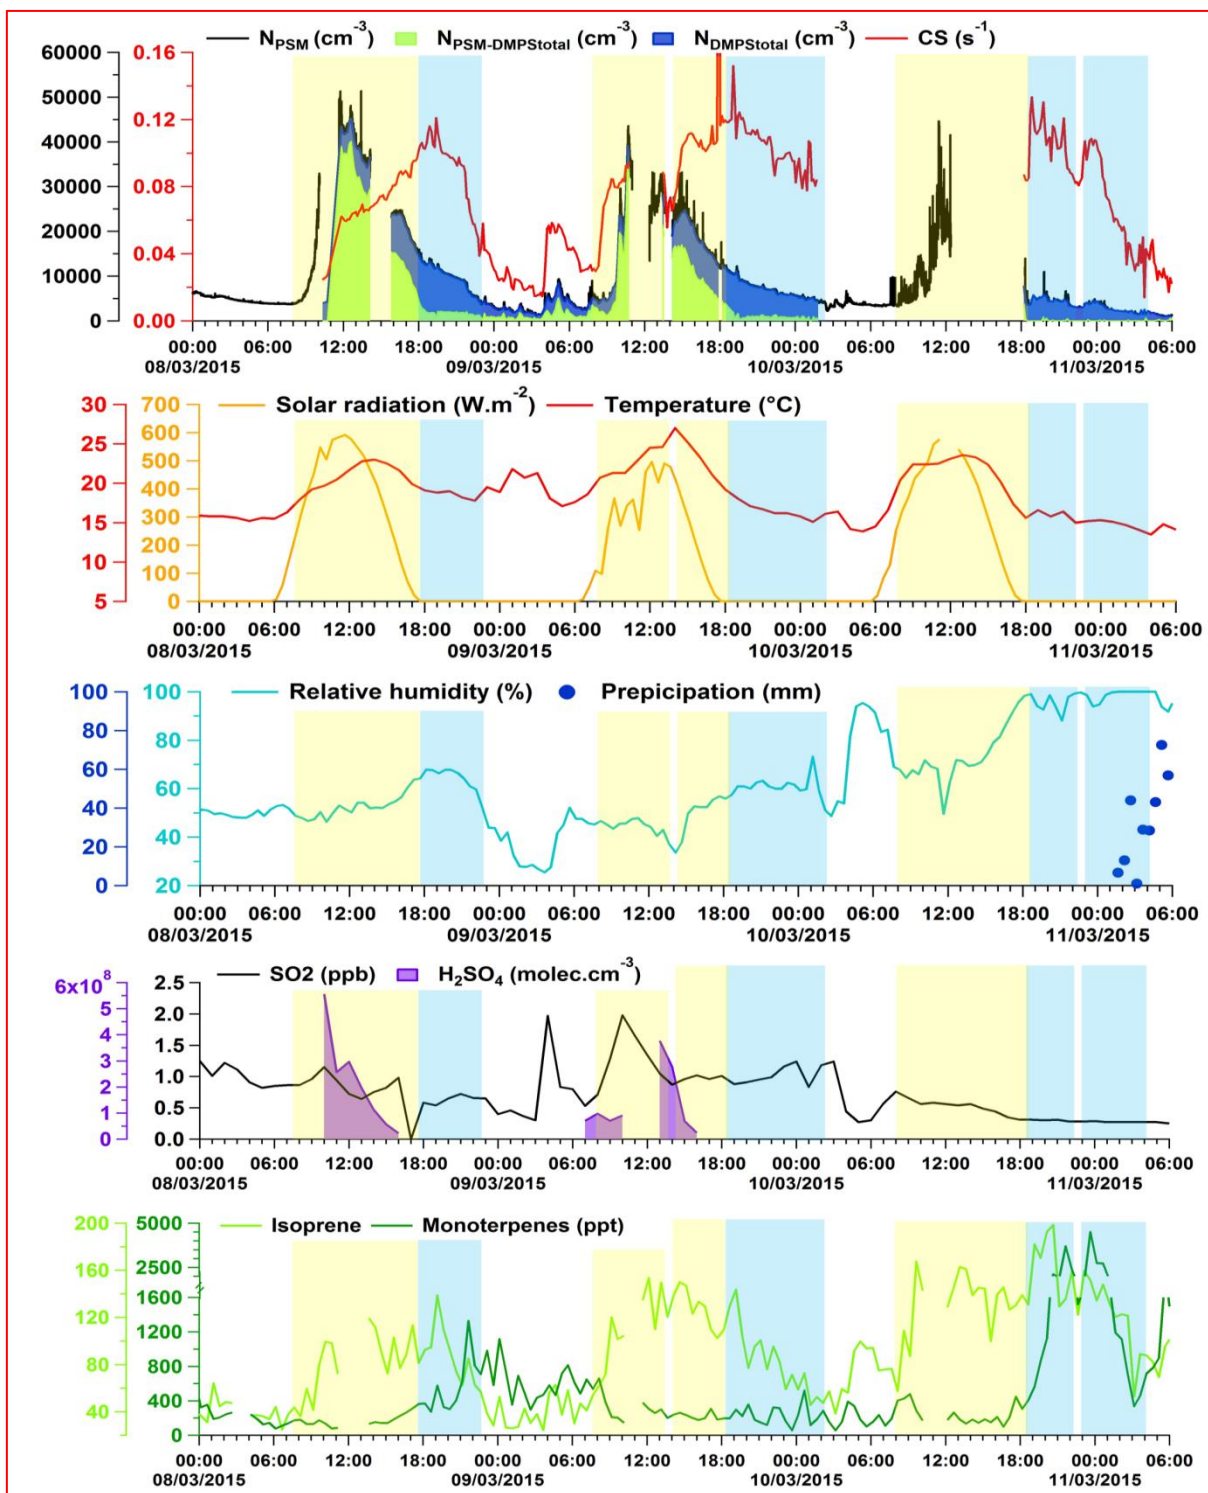 N_PSM (cm^-3) N_PSM-DMPStotal (cm^-3) N_DMPStotal (cm^-3) CS (s^-1)
60000 0.16
50000
40000 0.12
30000 0.08
20000
10000 0.04
0 0.00
00:00 06:00 12:00 18:00 00:00 06:00 12:00 18:00 00:00 06:00 12:00 18:00 00:00 06:00
08/03/2015 09/03/2015 10/03/2015 11/03/2015
Solar radiation (W.m^-2) Temperature (°C)
30 700
25 600
500
20 400
15 300
10 200
100
5 0
00:00 06:00 12:00 18:00 00:00 06:00 12:00 18:00 00:00 06:00 12:00 18:00 00:00 06:00
08/03/2015 09/03/2015 10/03/2015 11/03/2015
Relative humidity (%) Prepicipation (mm)
100 100
80 80
60
40 60
20 40
0 20
00:00 06:00 12:00 18:00 00:00 06:00 12:00 18:00 00:00 06:00 12:00 18:00 00:00 06:00
08/03/2015 09/03/2015 10/03/2015 11/03/2015
SO2 (ppb) H₂SO₄ (molec.cm^-3)
6x10^8 2.5
5 2.0
4 1.5
3
2 1.0
1 0.5
0 0.0
00:00 06:00 12:00 18:00 00:00 06:00 12:00 18:00 00:00 06:00 12:00 18:00 00:00 06:00
08/03/2015 09/03/2015 10/03/2015 11/03/2015
Isoprene Monoterpenes (ppt)
200 5000
160 2500
1600
120 1200
80 800
40 400
0
00:00 06:00 12:00 18:00 00:00 06:00 12:00 18:00 00:00 06:00 12:00 18:00 00:00 06:00
08/03/2015 09/03/2015 10/03/2015 11/03/2015